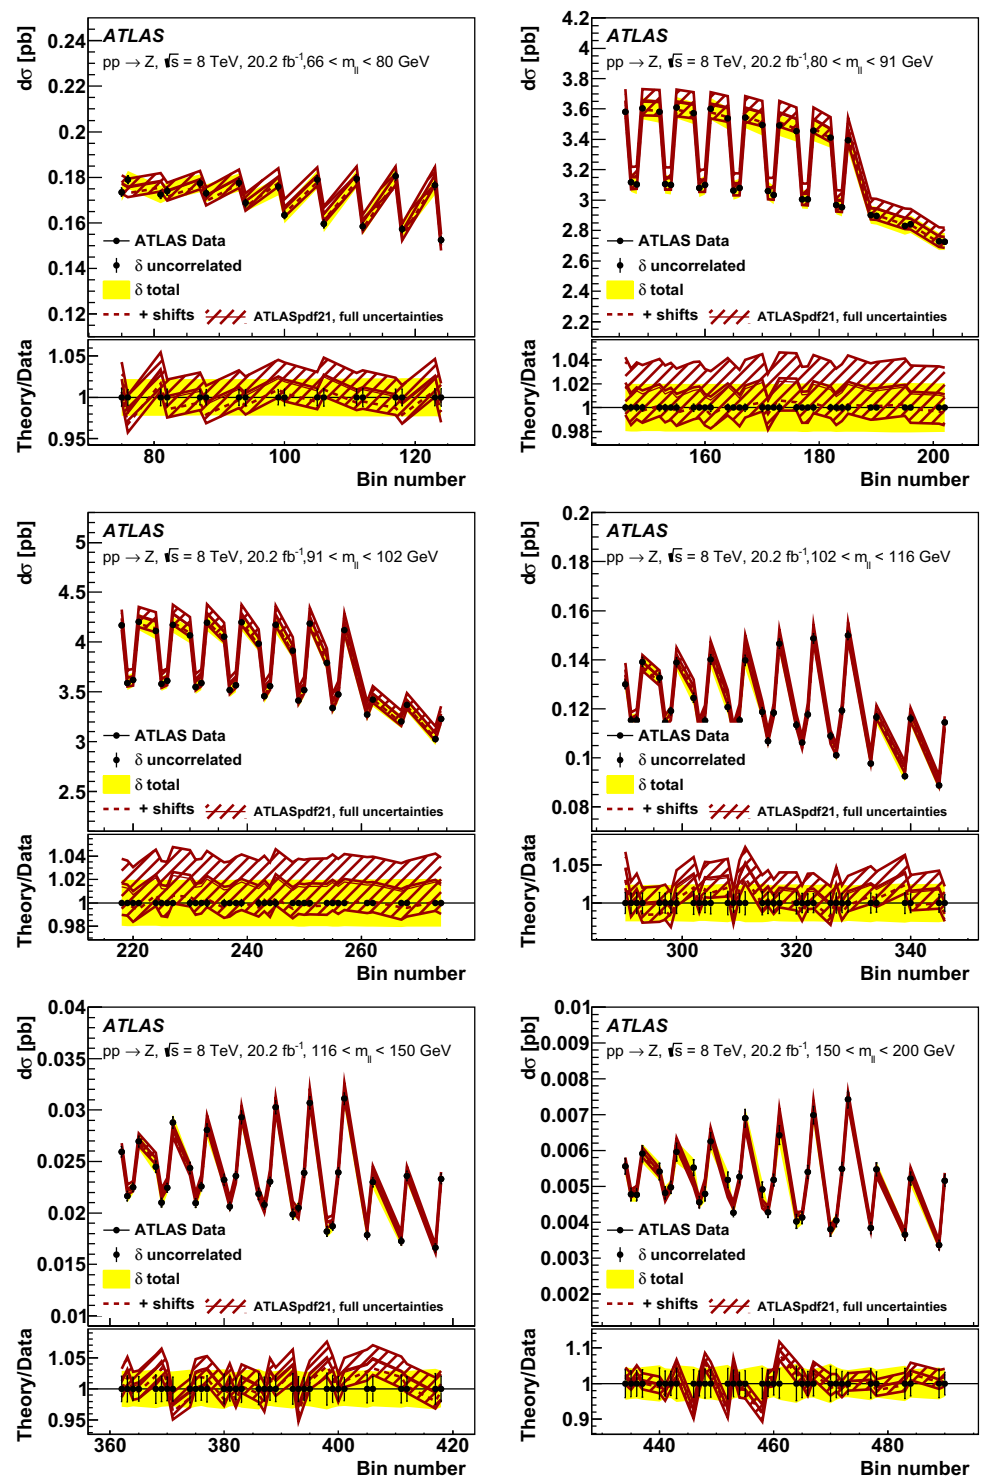 ATLAS
pp → Z, √s = 8 TeV, 20.2 fb⁻¹,66 < m_ll < 80 GeV
dσ [pb]
0.24
0.22
0.2
0.18
0.16
0.14
0.12
ATLAS Data
δ uncorrelated
δ total
+ shifts
ATLASpdf21, full uncertainties
Theory/Data
1.05
1
0.95
80 100 120
Bin number
ATLAS
pp → Z, √s = 8 TeV, 20.2 fb⁻¹,80 < m_ll < 91 GeV
dσ [pb]
4.2
4
3.8
3.6
3.4
3.2
3
2.8
2.6
2.4
2.2
ATLAS Data
δ uncorrelated
δ total
+ shifts
ATLASpdf21, full uncertainties
Theory/Data
1.04
1.02
1
0.98
160 180 200
Bin number
ATLAS
pp → Z, √s = 8 TeV, 20.2 fb⁻¹,91 < m_ll < 102 GeV
dσ [pb]
5
4.5
4
3.5
3
2.5
ATLAS Data
δ uncorrelated
δ total
+ shifts
ATLASpdf21, full uncertainties
Theory/Data
1.04
1.02
1
0.98
220 240 260
Bin number
ATLAS
pp → Z, √s = 8 TeV, 20.2 fb⁻¹,102 < m_ll < 116 GeV
dσ [pb]
0.2
0.18
0.16
0.14
0.12
0.1
0.08
ATLAS Data
δ uncorrelated
δ total
+ shifts
ATLASpdf21, full uncertainties
Theory/Data
1.05
1
300 320 340
Bin number
ATLAS
pp → Z, √s = 8 TeV, 20.2 fb⁻¹, 116 < m_ll < 150 GeV
dσ [pb]
0.04
0.035
0.03
0.025
0.02
0.015
0.01
ATLAS Data
δ uncorrelated
δ total
+ shifts
ATLASpdf21, full uncertainties
Theory/Data
1.05
1
0.95
360 380 400 420
Bin number
ATLAS
pp → Z, √s = 8 TeV, 20.2 fb⁻¹, 150 < m_ll < 200 GeV
dσ [pb]
0.01
0.009
0.008
0.007
0.006
0.005
0.004
0.003
0.002
ATLAS Data
δ uncorrelated
δ total
+ shifts
ATLASpdf21, full uncertainties
Theory/Data
1.1
1
0.9
440 460 480
Bin number